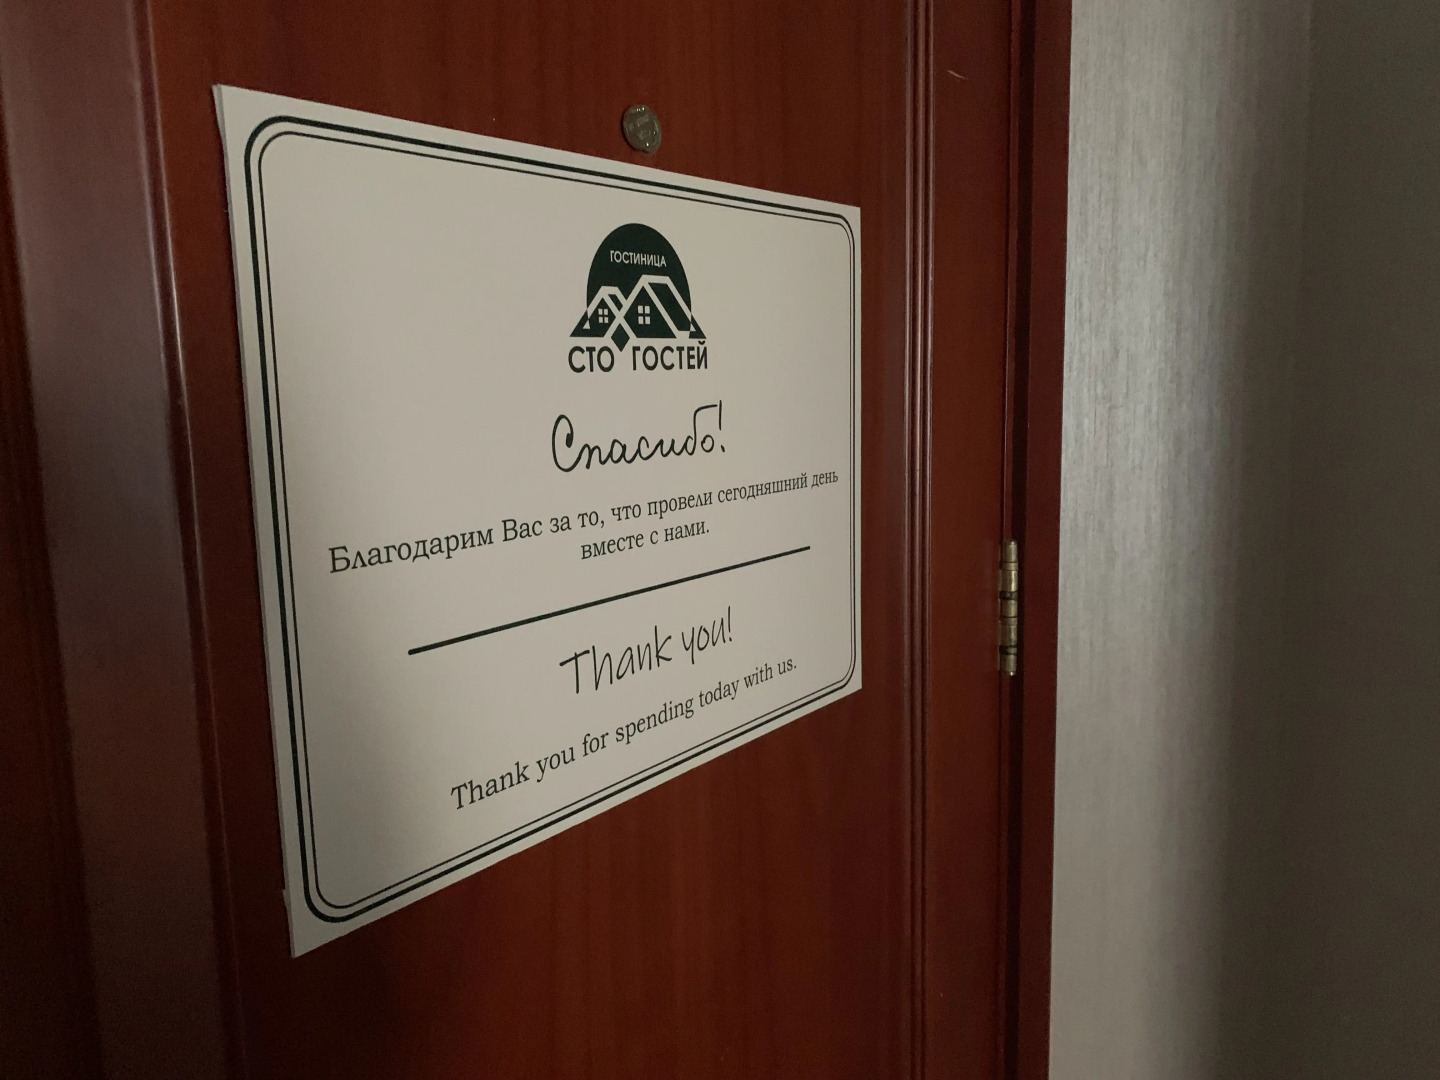 ГОСТИНИЦА
СТО ГОСТЕЙ
Спасибо!
Благодарим Вас за то, что провели сегодняшний день
вместе с нами.
Thank you!
Thank you for spending today with us.